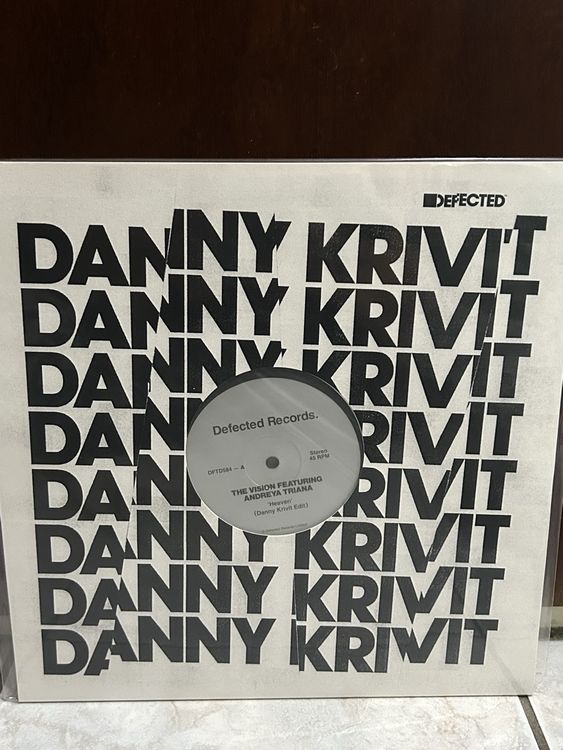 DEFECTED™
DANNY KRIVIT
DANNY KRIVIT
DANNY KRIVIT
DANNY KRIVIT
DANNY KRIVIT
DANNY KRIVIT
DANNY KRIVIT
DANNY KRIVIT
Defected Records.
DFTD584 — A
Stereo
45 RPM
THE VISION FEATURING
ANDREYA TRIANA
'Heaven'
(Danny Krivit Edit)